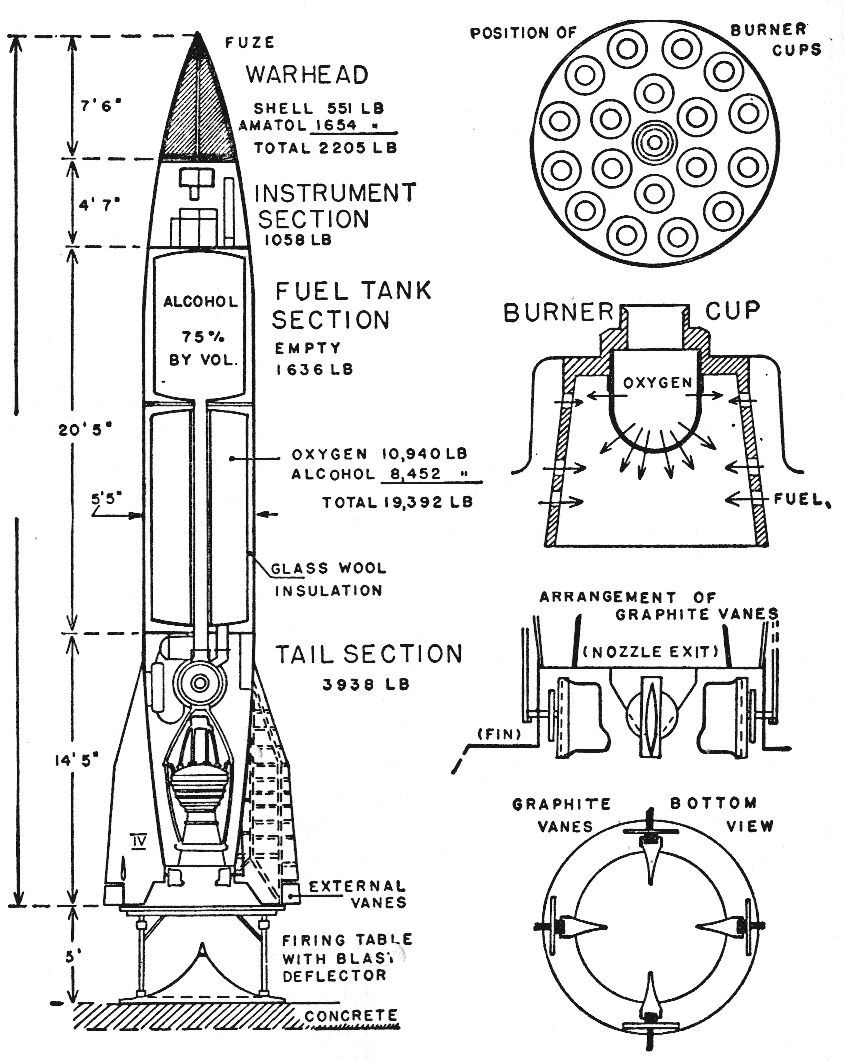 FUZE
WARHEAD
SHELL 551 LB
AMATOL 1654 "
TOTAL 2205 LB
7'6"
4'7"
INSTRUMENT
SECTION
1058 LB
FUEL TANK
SECTION
EMPTY
1636 LB
ALCOHOL
75%
BY VOL.
20'5"
OXYGEN 10,940 LB
ALCOHOL 8,452 "
TOTAL 19,392 LB
5'5"
GLASS WOOL
INSULATION
TAIL SECTION
3938 LB
14'5"
IV
EXTERNAL
VANES
FIRING TABLE
WITH BLAST
DEFLECTOR
5'
CONCRETE
POSITION OF BURNER
CUPS
BURNER CUP
OXYGEN
FUEL
ARRANGEMENT OF
GRAPHITE VANES
(NOZZLE EXIT)
(FIN)
GRAPHITE BOTTOM
VANES VIEW